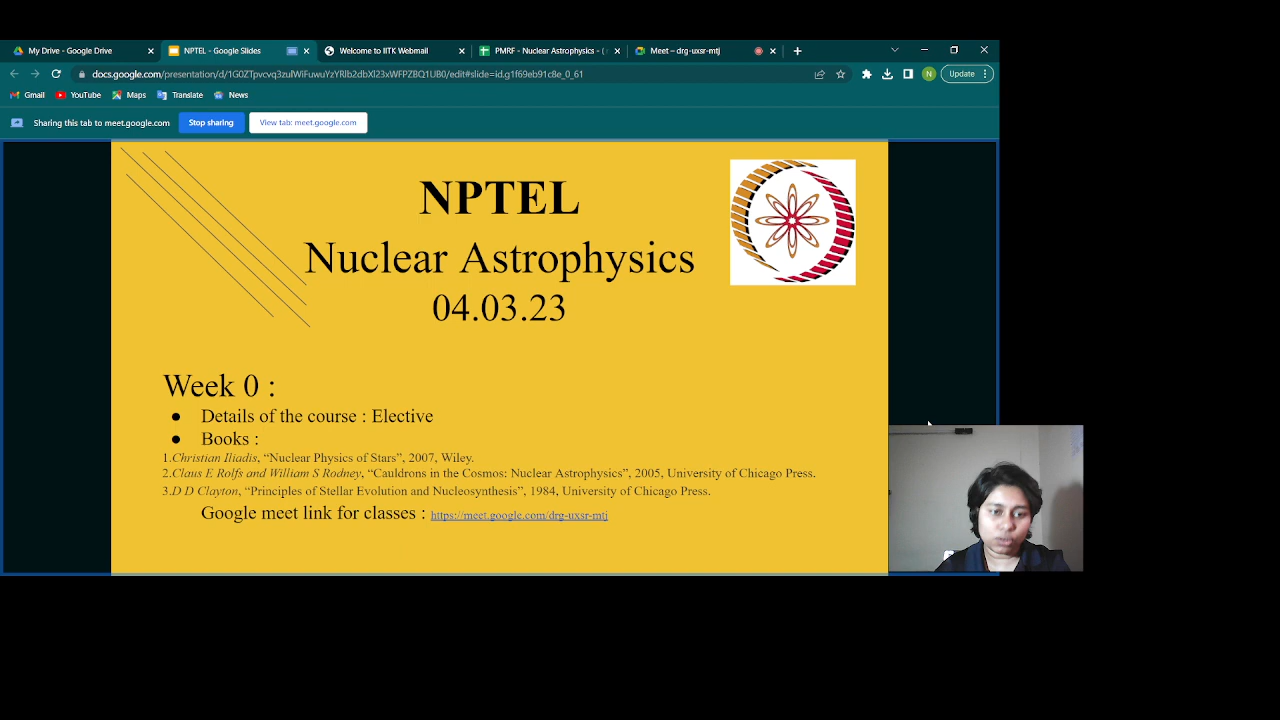 My Drive - Google Drive
NPTEL - Google Slides
Welcome to IITK Webmail
PMRF - Nuclear Astrophysics - (
Meet – drg-uxsr-mtj
docs.google.com/presentation/d/1G0ZTpvcvq3zulWiFuwuYzYRlb2dbXl23xWFPZBQ1UB0/edit#slide=id.g1f69eb91c8e_0_61
N
Update
Gmail
YouTube
Maps
Translate
News
Sharing this tab to meet.google.com
Stop sharing
View tab: meet.google.com
NPTEL
Nuclear Astrophysics
04.03.23
Week 0 :
● Details of the course : Elective
● Books :
1.Christian Iliadis, “Nuclear Physics of Stars”, 2007, Wiley.
2.Claus E Rolfs and William S Rodney, “Cauldrons in the Cosmos: Nuclear Astrophysics”, 2005, University of Chicago Press.
3.D D Clayton, “Principles of Stellar Evolution and Nucleosynthesis”, 1984, University of Chicago Press.
Google meet link for classes : https://meet.google.com/drg-uxsr-mtj